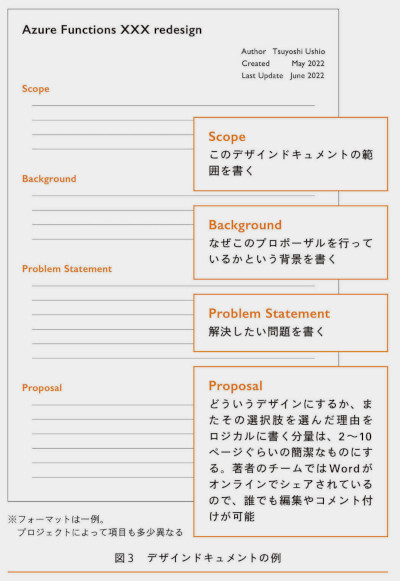 Azure Functions XXX redesign
Author Tsuyoshi Ushio
Created May 2022
Last Update June 2022
Scope
Background
Problem Statement
Proposal
Scope
このデザインドキュメントの範
囲を書く
Background
なぜこのプロポーザルを行って
いるかという背景を書く
Problem Statement
解決したい問題を書く
Proposal
どういうデザインにするか、ま
たその選択肢を選んだ理由を
ロジカルに書く分量は、2〜10
ページぐらいの簡潔なものにす
る。著者のチームではWordが
オンラインでシェアされている
ので、誰でも編集やコメント付
けが可能
※フォーマットは一例。
プロジェクトによって項目も多少異なる
図3 デザインドキュメントの例